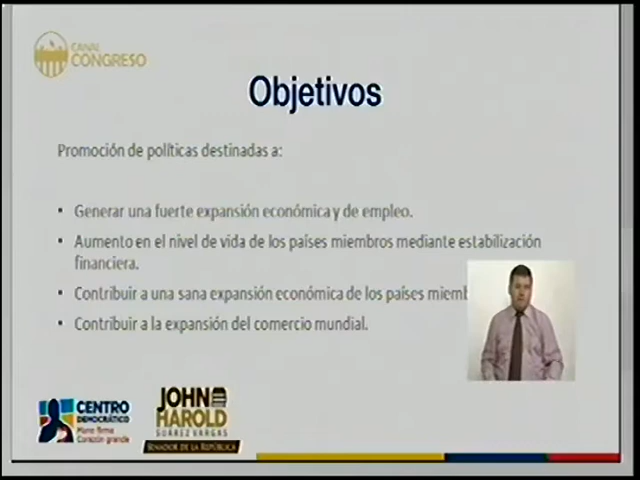 CANAL
CONGRESO
Objetivos
Promoción de políticas destinadas a:
• Generar una fuerte expansión económica y de empleo.
• Aumento en el nivel de vida de los países miembros mediante estabilización
financiera.
• Contribuir a una sana expansión económica de los países miemb
• Contribuir a la expansión del comercio mundial.
CENTRO
DEMOCRÁTICO
Mano firme
Corazón grande
JOHN
HAROLD
SUÁREZ VARGAS
SENADOR DE LA REPÚBLICA